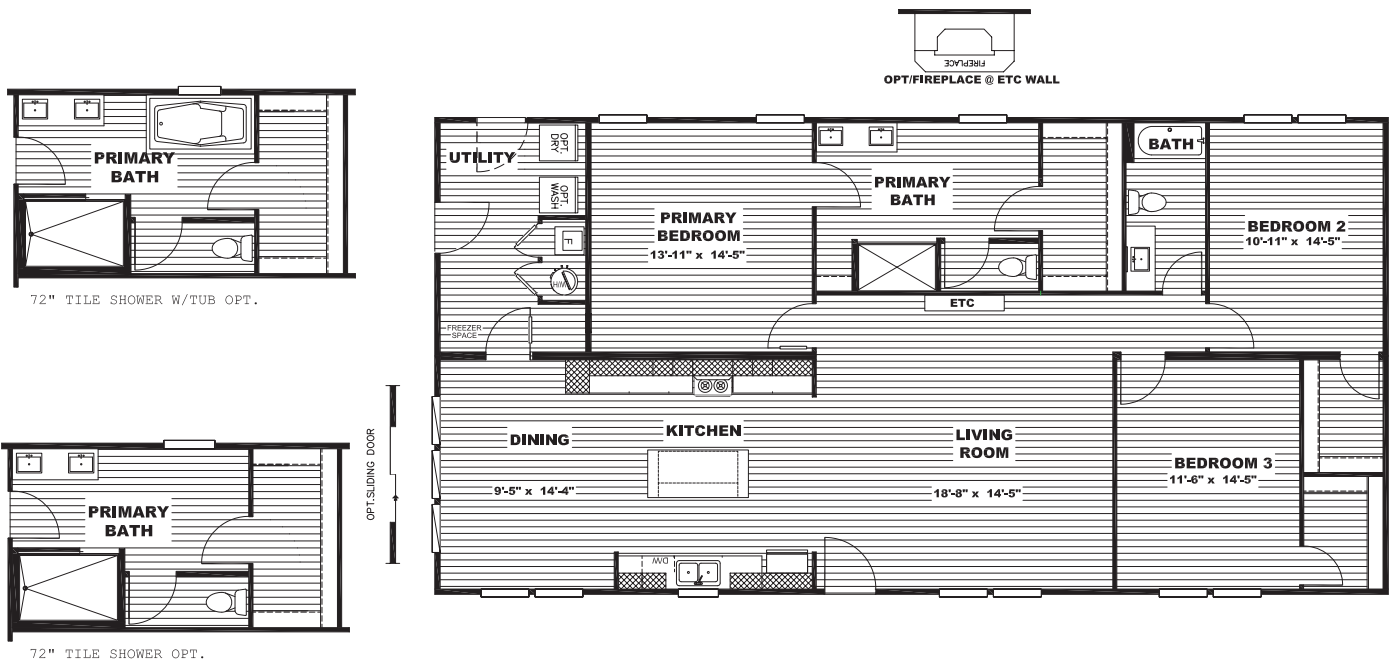 FIREPLACE
OPT/FIREPLACE @ ETC WALL
PRIMARY
BATH
72" TILE SHOWER W/TUB OPT.
PRIMARY
BATH
72" TILE SHOWER OPT.
OPT.SLIDING DOOR
UTILITY
OPT.
DRY
OPT.
WASH
F
W/H
FREEZER
SPACE
PRIMARY
BEDROOM
13'-11" x 14'-5"
PRIMARY
BATH
BATH
BEDROOM 2
10'-11" x 14'-5"
ETC
DINING
9'-5" x 14'-4"
KITCHEN
D/W
LIVING
ROOM
18'-8" x 14'-5"
BEDROOM 3
11'-6" x 14'-5"